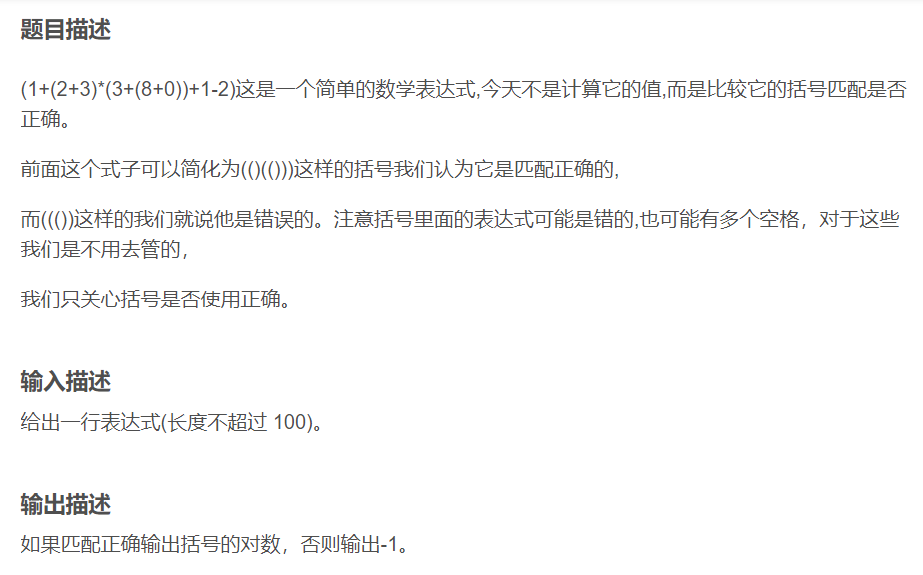 题目描述
(1+(2+3)*(3+(8+0))+1-2)这是一个简单的数学表达式,今天不是计算它的值,而是比较它的括号匹配是否
正确。
前面这个式子可以简化为(()(()))这样的括号我们认为它是匹配正确的,
而((())这样的我们就说他是错误的。注意括号里面的表达式可能是错的,也可能有多个空格，对于这些
我们是不用去管的,
我们只关心括号是否使用正确。
输入描述
给出一行表达式(长度不超过 100)。
输出描述
如果匹配正确输出括号的对数，否则输出-1。